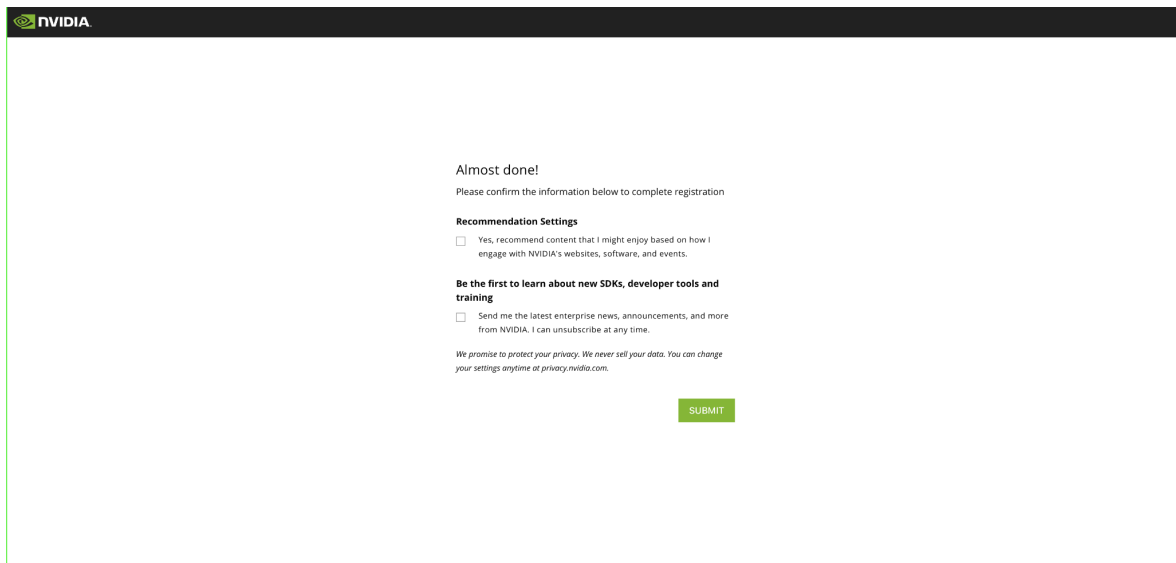 NVIDIA.
Almost done!
Please confirm the information below to complete registration
Recommendation Settings
Yes, recommend content that I might enjoy based on how I
engage with NVIDIA's websites, software, and events.
Be the first to learn about new SDKs, developer tools and
training
Send me the latest enterprise news, announcements, and more
from NVIDIA. I can unsubscribe at any time.
We promise to protect your privacy. We never sell your data. You can change
your settings anytime at privacy.nvidia.com.
SUBMIT